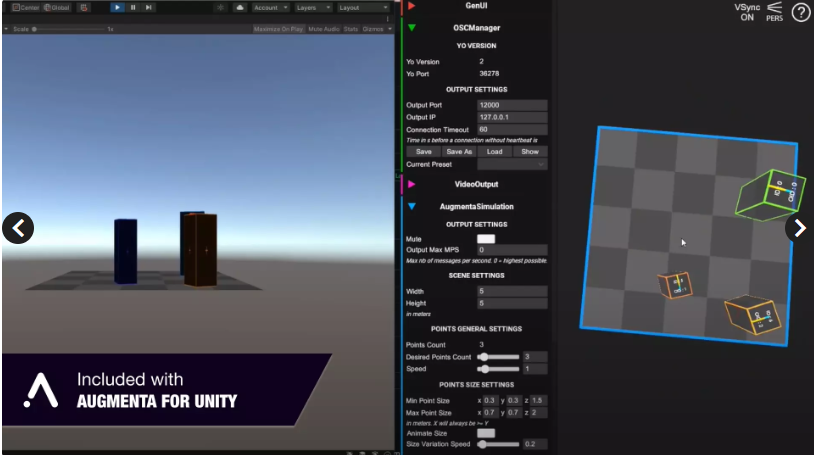 Center Global
Account Layers Layout
Scale 1x Maximize On Play Mute Audio Stats Gizmos
GenUI
OSCManager
YO VERSION
Yo Version 2
Yo Port 36278
OUTPUT SETTINGS
Output Port 12000
Output IP 127.0.0.1
Connection Timeout 60
Time in s before a connection without heartbeat is
Save Save As Load Show
Current Preset
VideoOutput
AugmentaSimulation
OUTPUT SETTINGS
Mute
Output Max MPS 0
Max nb of messages per second. 0 = highest possible.
SCENE SETTINGS
Width 5
Height 5
in meters
POINTS GENERAL SETTINGS
Points Count 3
Desired Points Count 3
Speed 1
POINTS SIZE SETTINGS
Min Point Size x 0.3 y 0.3 z 1.5
Max Point Size x 0.7 y 0.7 z 2
in meters. X will always be >= Y
Animate Size
Size Variation Speed 0.2
VSync
ON
PERS
?
Included with
AUGMENTA FOR UNITY